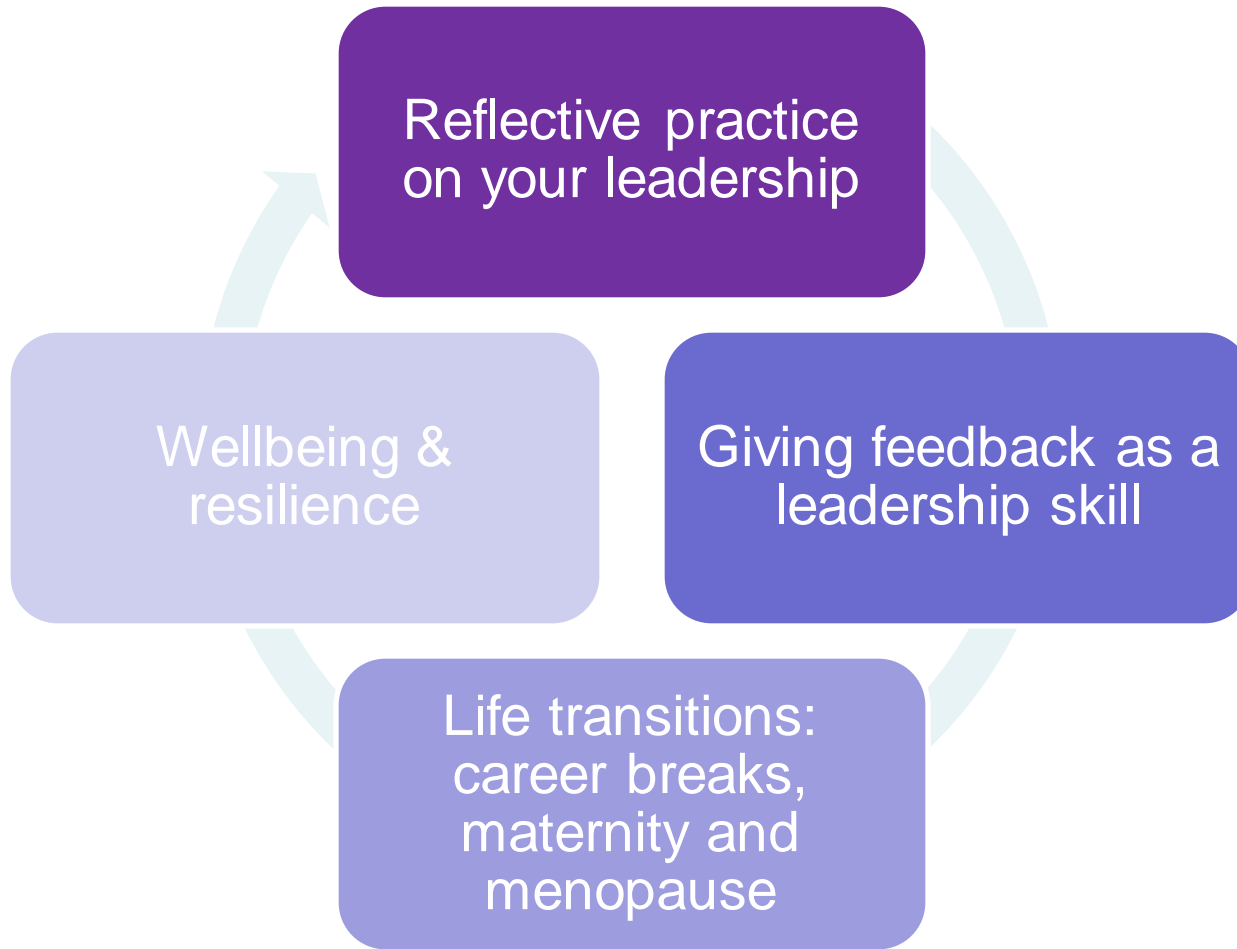 Reflective practice
on your leadership
Giving feedback as a
leadership skill
Life transitions:
career breaks,
maternity and
menopause
Wellbeing &
resilience